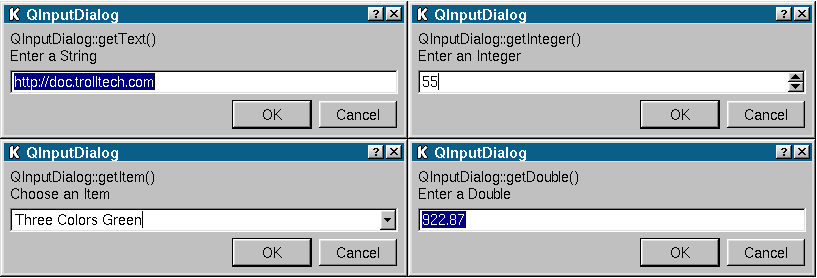 K QInputDialog ?
QInputDialog::getText()
Enter a String
http://doc.trolltech.com
OK Cancel
K QInputDialog ?
QInputDialog::getInteger()
Enter an Integer
55
OK Cancel
K QInputDialog ?
QInputDialog::getItem()
Choose an Item
Three Colors Green
OK Cancel
K QInputDialog ?
QInputDialog::getDouble()
Enter a Double
922.87
OK Cancel